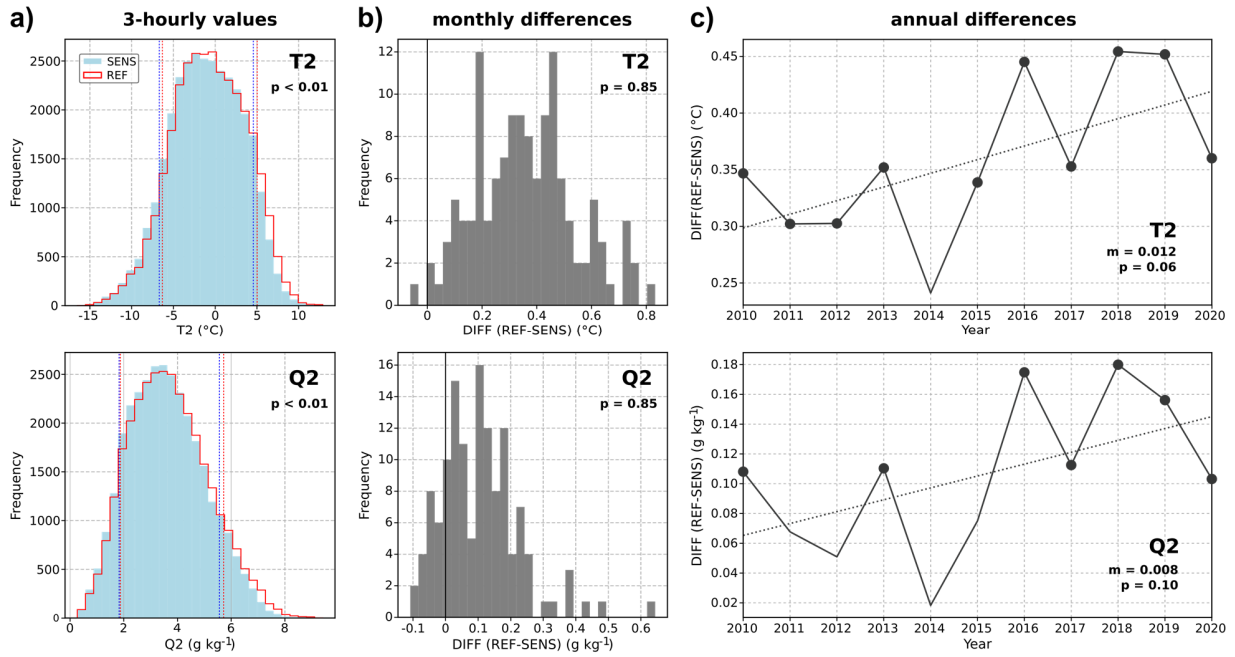 a) 3-hourly values
b) monthly differences
c) annual differences
SENS
REF
T2
p < 0.01
Frequency
0
500
1000
1500
2000
2500
-15 -10 -5 0 5 10
T2 (°C)
T2
p = 0.85
Frequency
0
2
4
6
8
10
12
0 0.2 0.4 0.6 0.8
DIFF (REF-SENS) (°C)
T2
m = 0.012
p = 0.06
DIFF(REF-SENS) (°C)
0.45
0.40
0.35
0.30
0.25
2010 2011 2012 2013 2014 2015 2016 2017 2018 2019 2020
Year
Q2
p < 0.01
Frequency
0
500
1000
1500
2000
2500
0 2 4 6 8
Q2 (g kg⁻¹)
Q2
p = 0.85
Frequency
0
2
4
6
8
10
12
14
16
-0.1 0 0.1 0.2 0.3 0.4 0.5 0.6
DIFF (REF-SENS) (g kg⁻¹)
Q2
m = 0.008
p = 0.10
DIFF (REF-SENS) (g kg⁻¹)
0.18
0.16
0.14
0.12
0.10
0.08
0.06
0.04
0.02
2010 2011 2012 2013 2014 2015 2016 2017 2018 2019 2020
Year